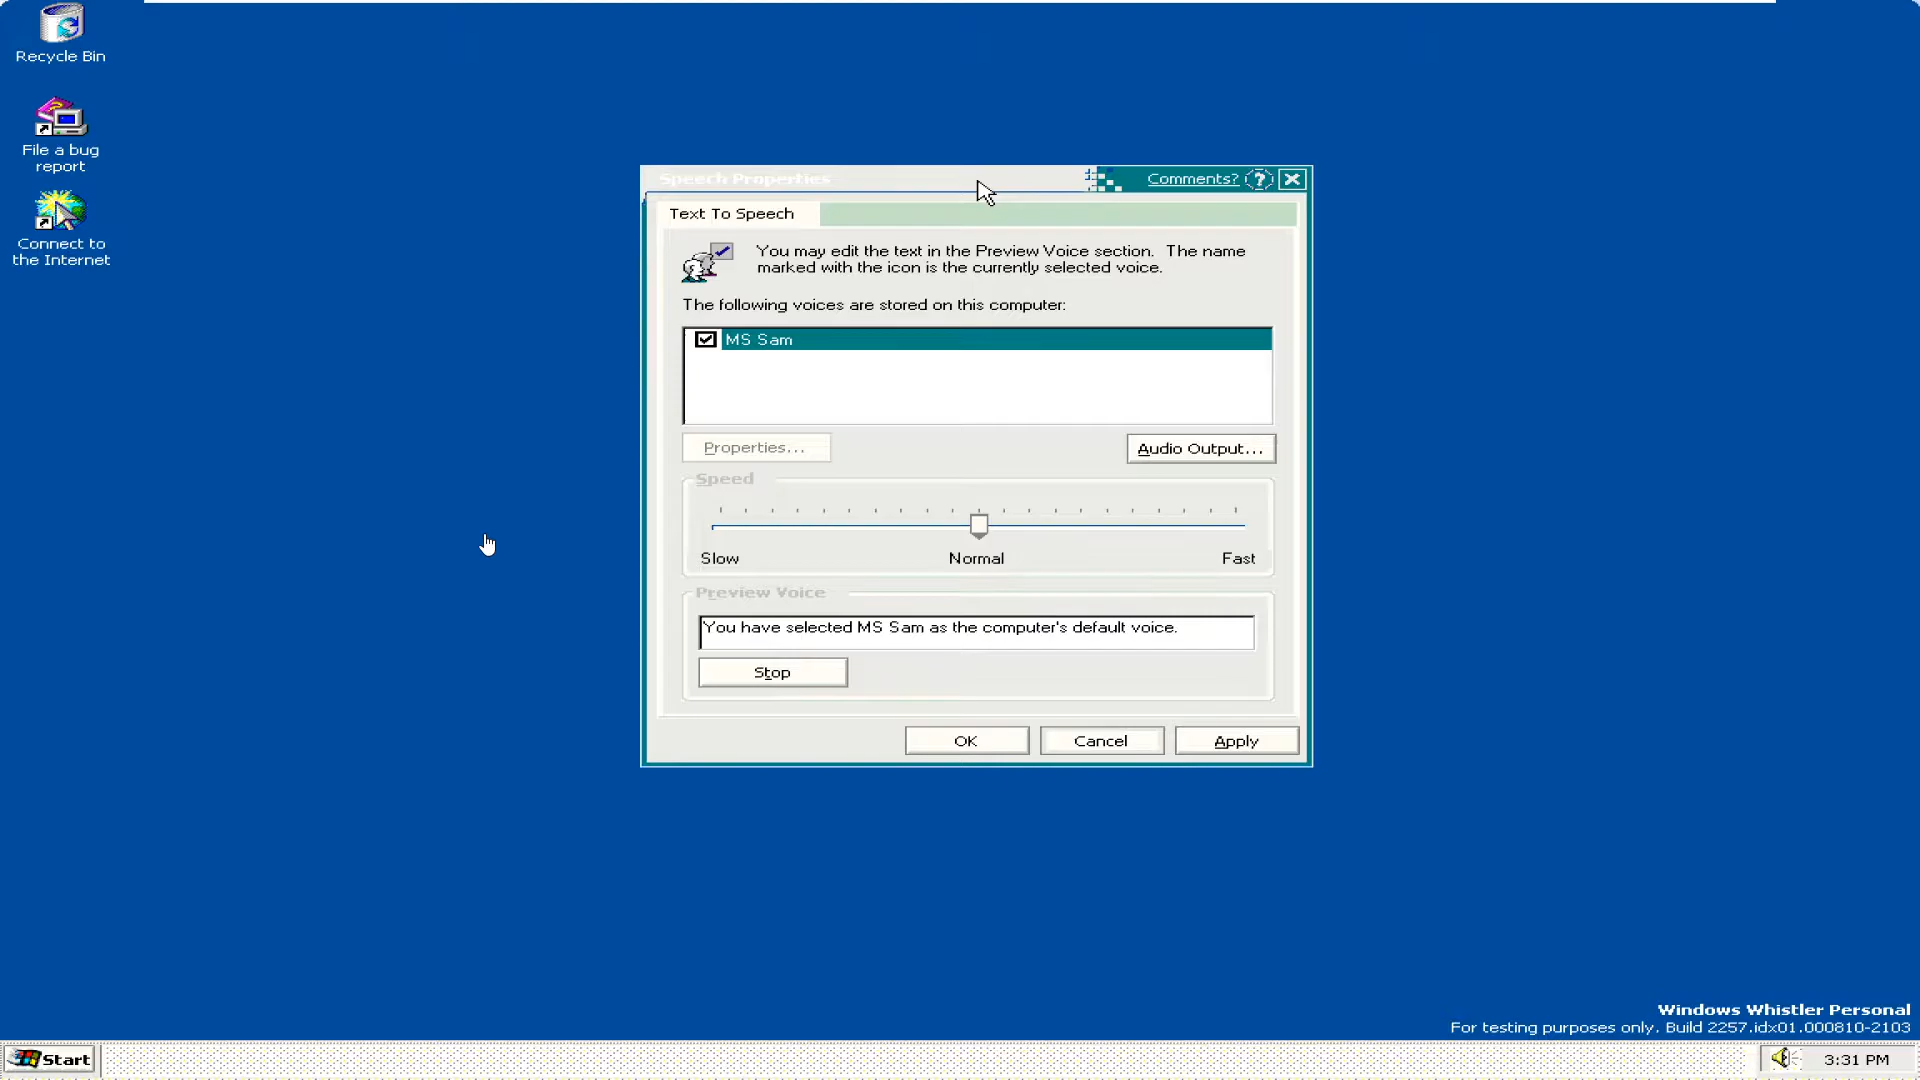 Recycle Bin
File a bug
report
Connect to
the Internet
Speech Properties
Comments?
Text To Speech
You may edit the text in the Preview Voice section. The name
marked with the icon is the currently selected voice.
The following voices are stored on this computer:
MS Sam
Properties...
Audio Output...
Speed
Slow
Normal
Fast
Preview Voice
You have selected MS Sam as the computer's default voice.
Stop
OK
Cancel
Apply
Windows Whistler Personal
For testing purposes only. Build 2257.idx01.000810-2103
Start
3:31 PM